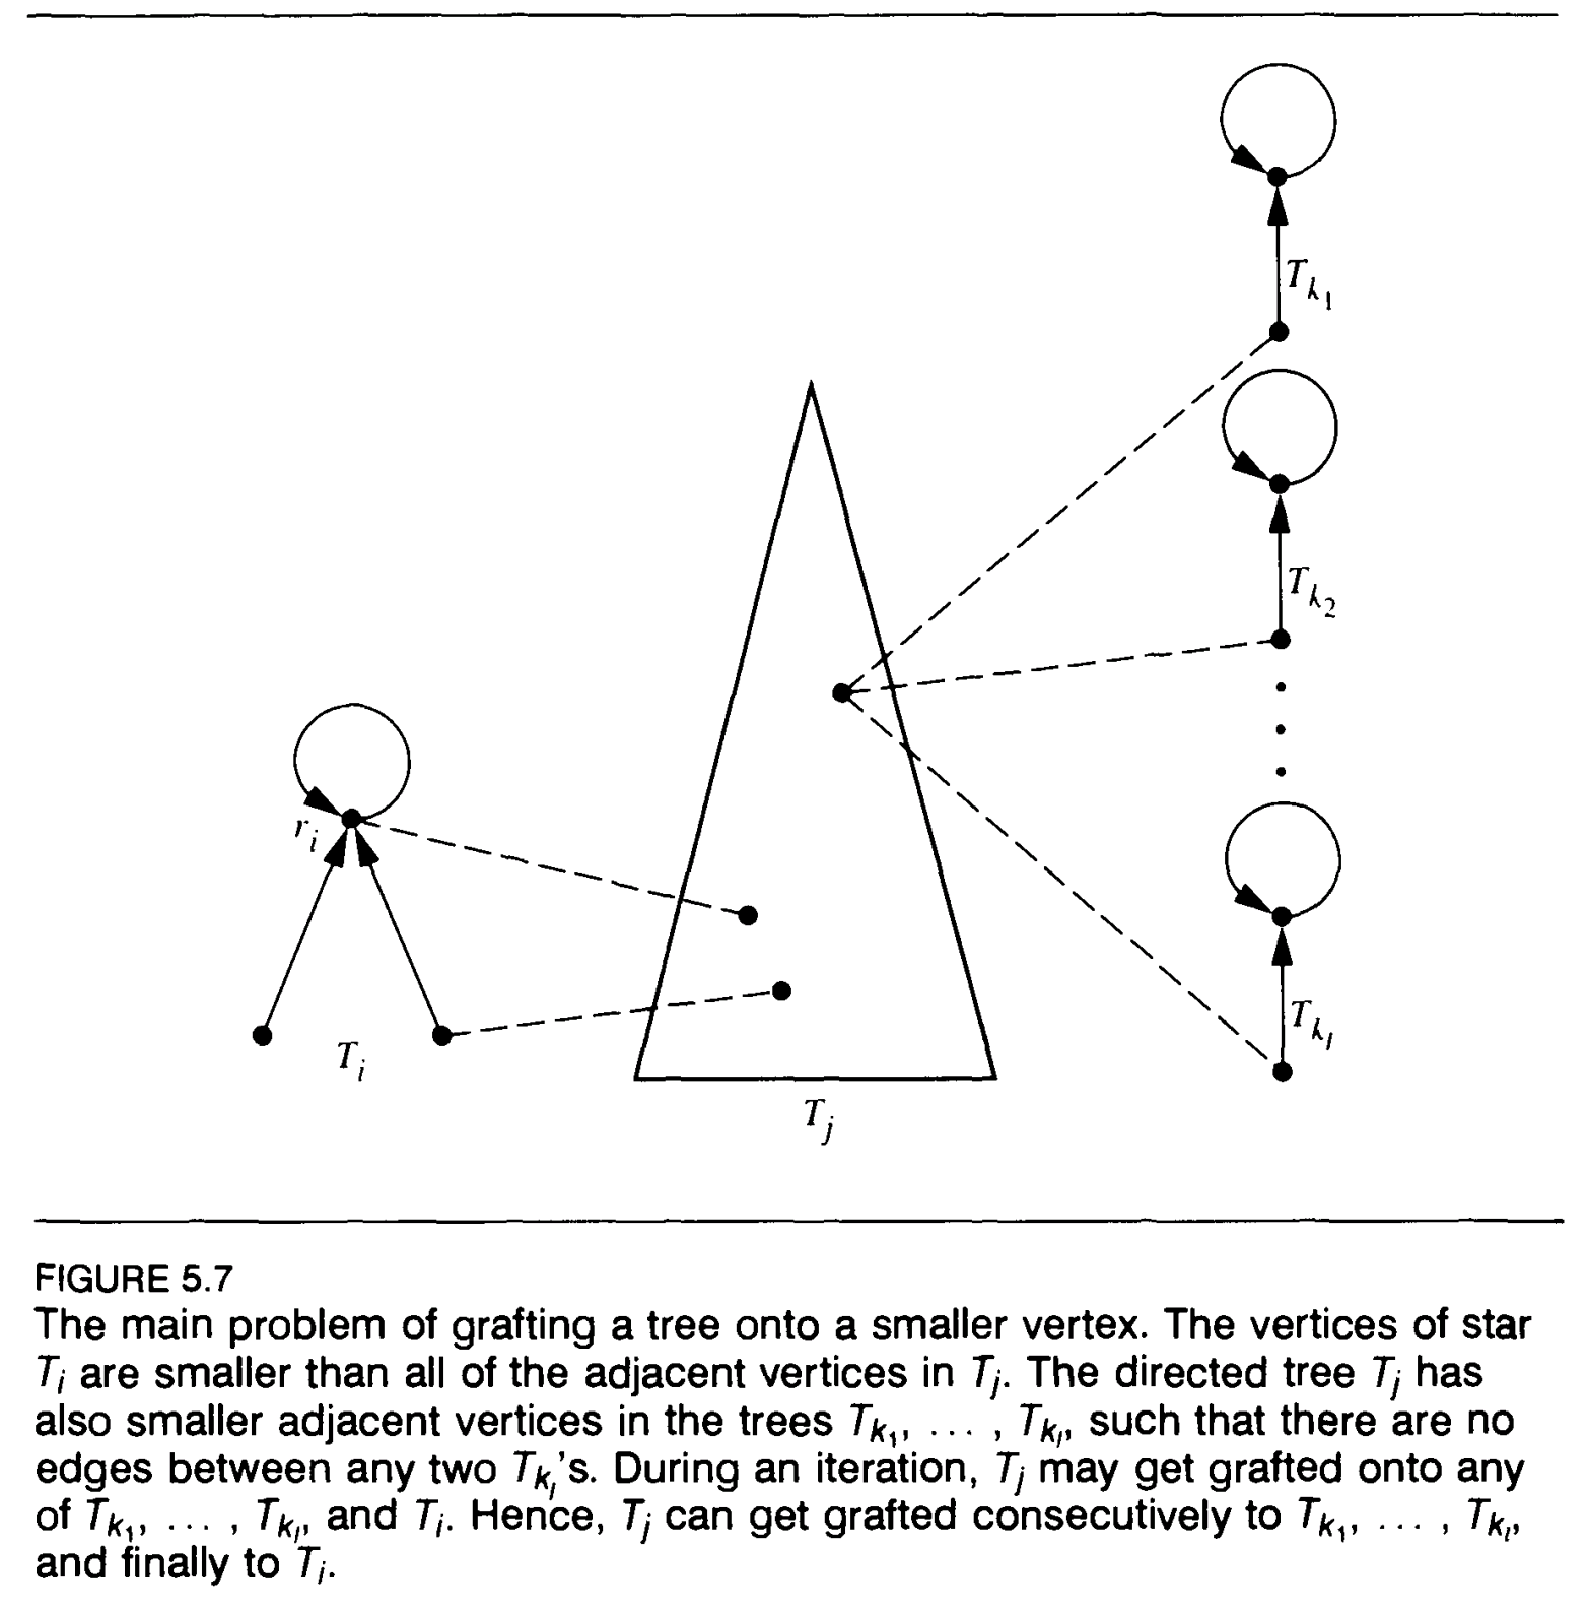 T_{k_1}
T_{k_2}
r_i
T_{k_l}
T_i
T_j
FIGURE 5.7
The main problem of grafting a tree onto a smaller vertex. The vertices of star
T_i are smaller than all of the adjacent vertices in T_j. The directed tree T_j has
also smaller adjacent vertices in the trees T_{k_1}, ... , T_{k_l}, such that there are no
edges between any two T_{k_j}'s. During an iteration, T_j may get grafted onto any
of T_{k_1}, ... , T_{k_l}, and T_i. Hence, T_j can get grafted consecutively to T_{k_1}, ... , T_{k_l},
and finally to T_i.